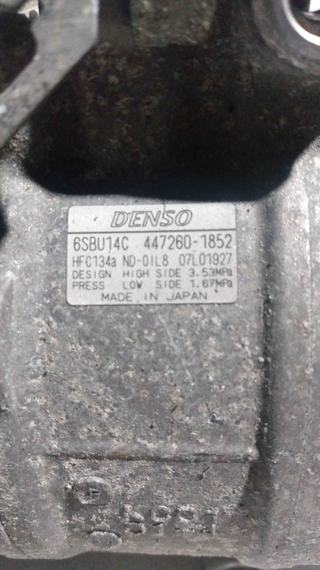 DENSO
6SBU14C 447260-1852
HFC134a ND-OIL8 07L01927
DESIGN HIGH SIDE 3.53MPa
PRESS LOW SIDE 1.67MPa
MADE IN JAPAN